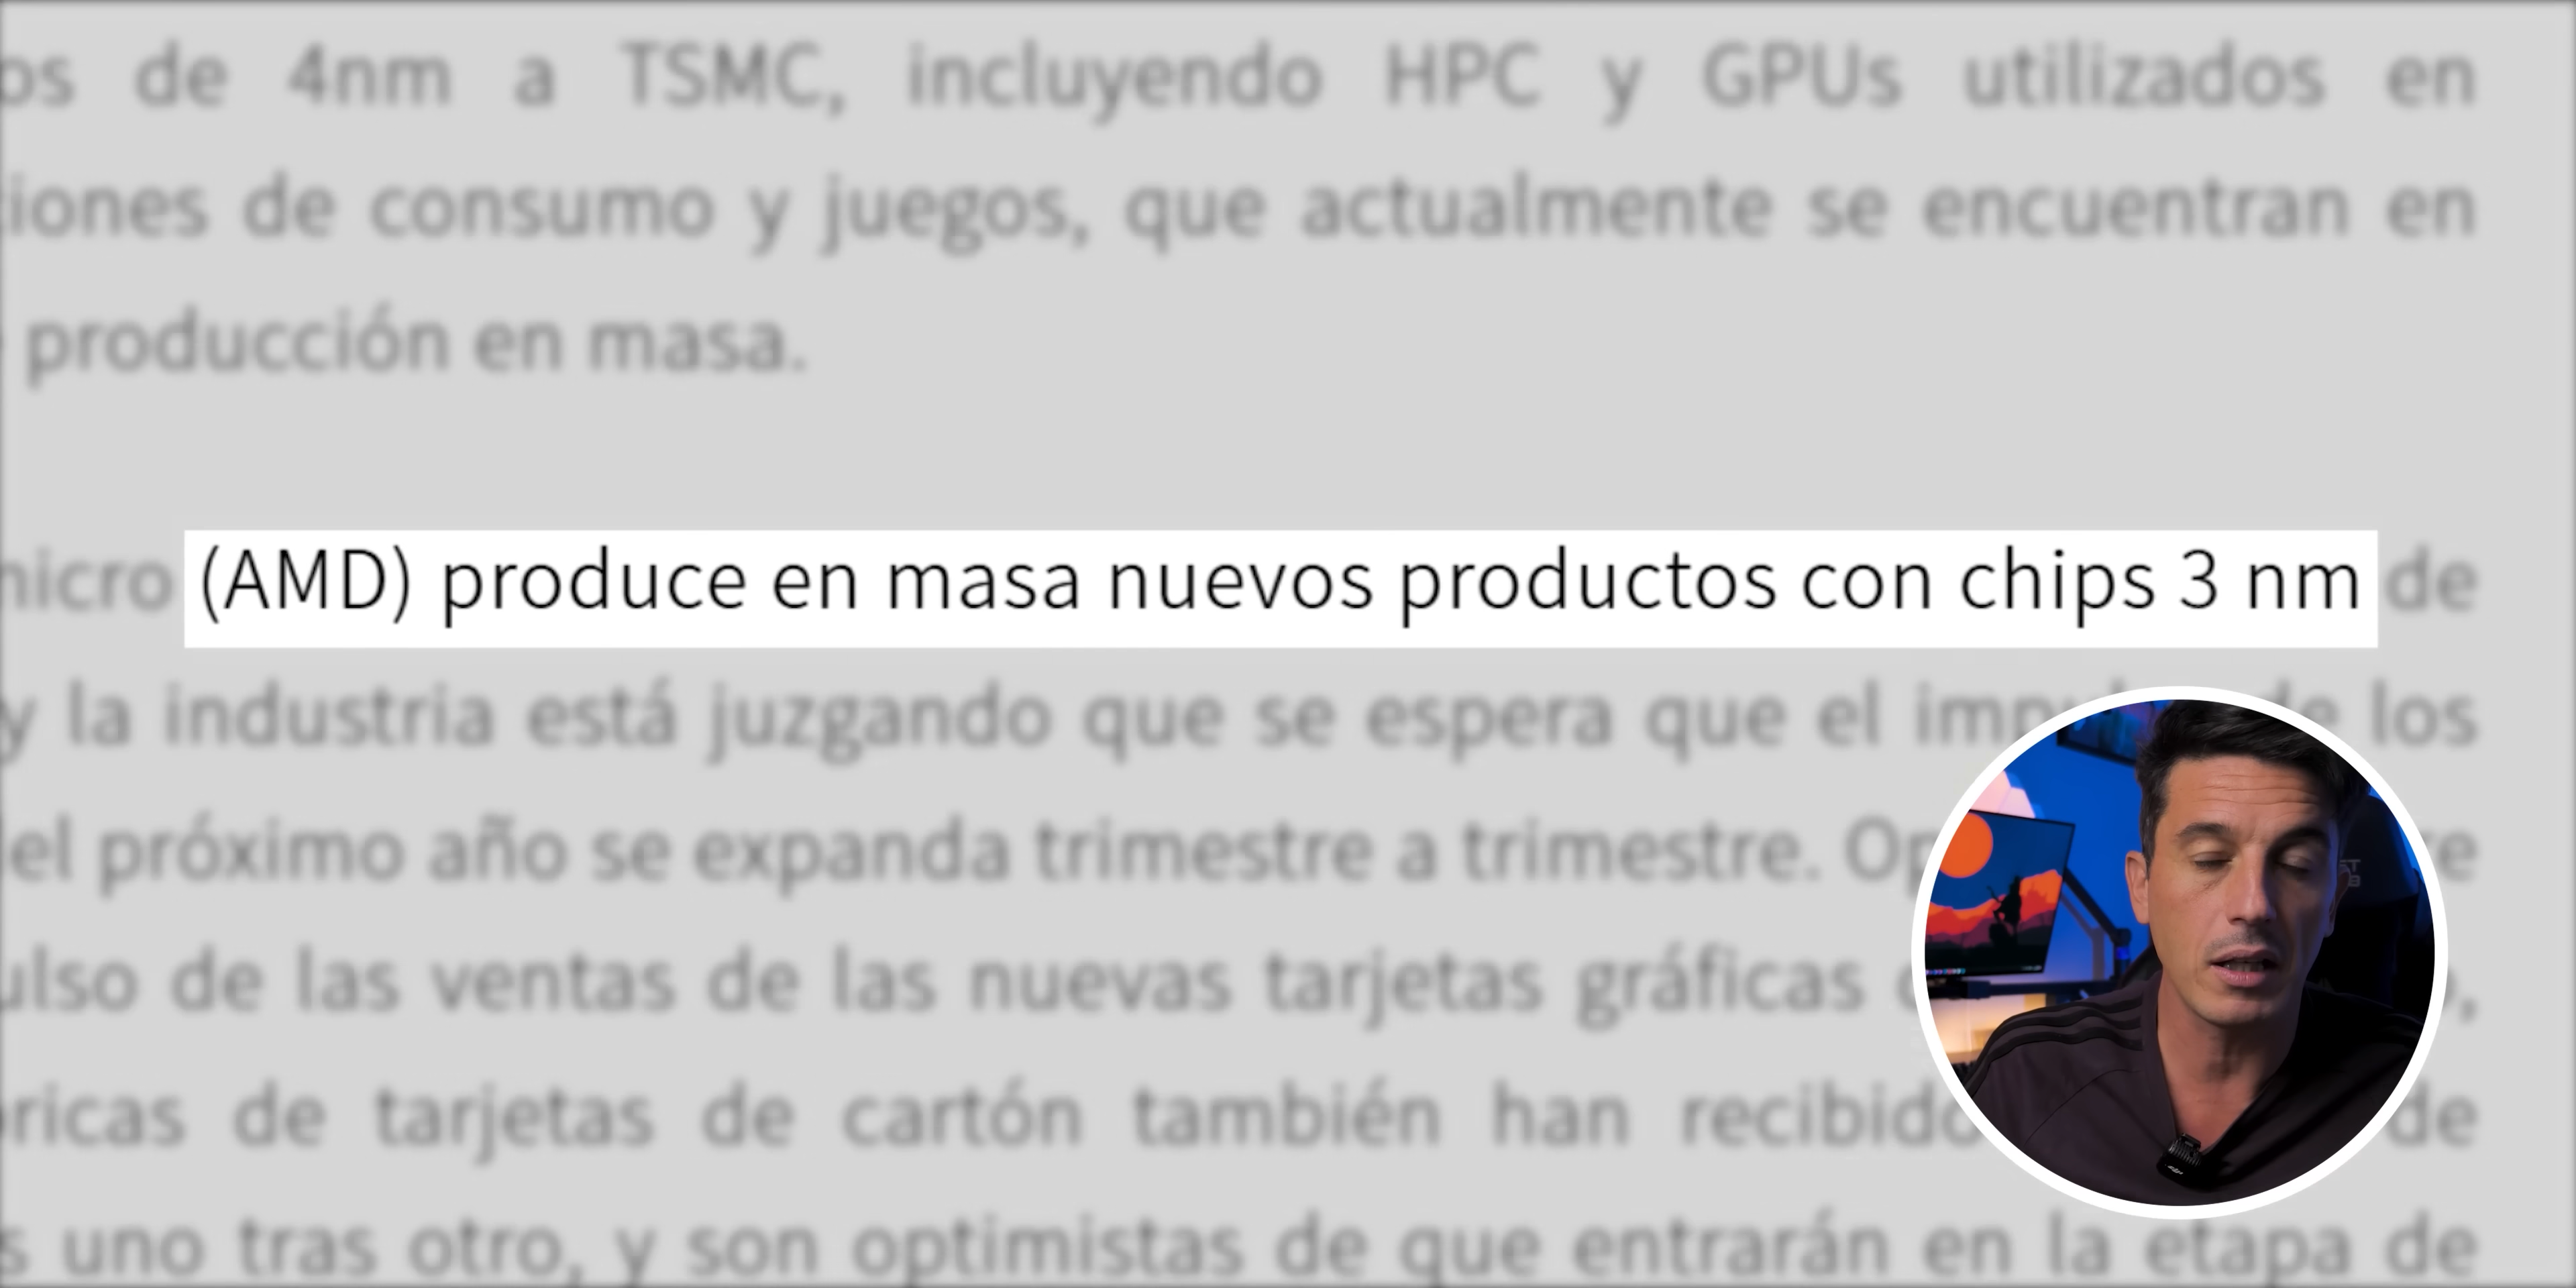 os de 4nm a TSMC, incluyendo HPC y GPUs utilizados en
iones de consumo y juegos, que actualmente se encuentran en
producción en masa.
micro (AMD) produce en masa nuevos productos con chips 3 nm de
y la industria está juzgando que se espera que el los
el próximo año se expanda trimestre a trimestre.
ulso de las ventas de las nuevas tarjetas gráficas
ricas de tarjetas de cartón también han recibido de
s uno tras otro, y son optimistas de que entrarán en la etapa de